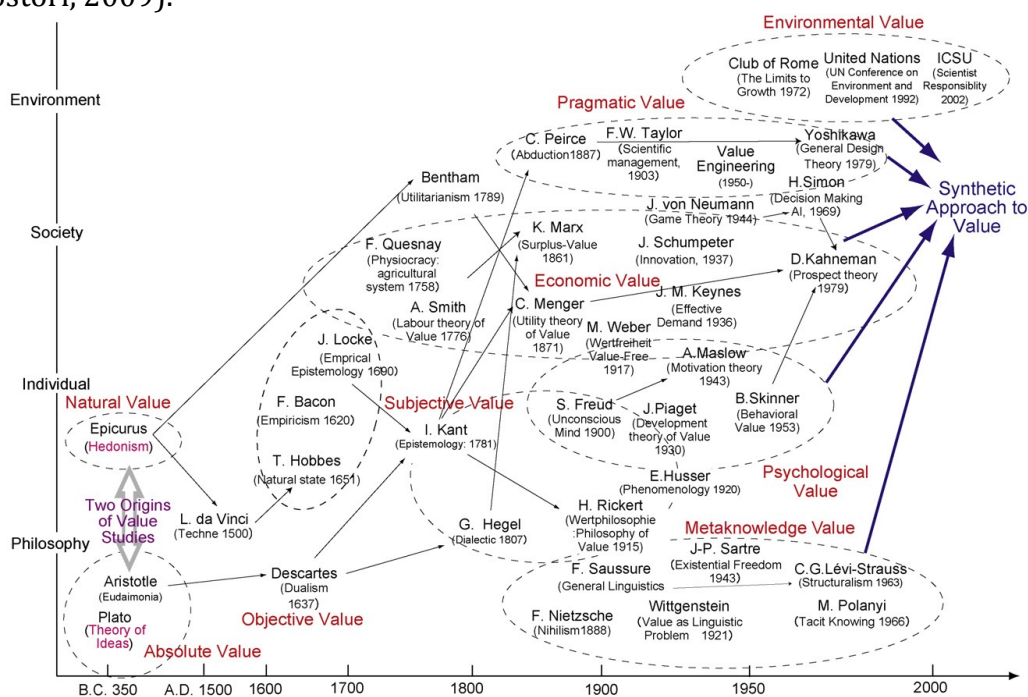 stori, 2009).
Environmental Value
Club of Rome
(The Limits to
Growth 1972)
United Nations
(UN Conference on
Environment and
Development 1992)
ICSU
(Scientist
Responsiblity
2002)
Environment
Pragmatic Value
C. Peirce
(Abduction1887)
F.W. Taylor
(Scientific
management,
1903)
Value
Engineering
(1950-)
Yoshikawa
(General Design
Theory 1979)
Bentham
(Utilitarianism 1789)
H.Simon
(Decision Making
AI, 1969)
Synthetic
Approach to
Value
J. von Neumann
(Game Theory 1944)
Society
F. Quesnay
(Physiocracy:
agricultural
system 1758)
K. Marx
(Surplus-Value
1861)
J. Schumpeter
(Innovation, 1937)
D.Kahneman
(Prospect theory
1979)
Economic Value
A. Smith
(Labour theory of
Value 1776)
C. Menger
(Utility theory
of Value
1871)
J. M. Keynes
(Effective
Demand 1936)
M. Weber
(Wertfreiheit
Value-Free
1917)
J. Locke
(Emprical
Epistemology 1690)
A.Maslow
(Motivation theory
1943)
Individual
Natural Value
Epicurus
(Hedonism)
F. Bacon
(Empiricism 1620)
Subjective Value
I. Kant
(Epistemology: 1781)
S. Freud
(Unconscious
Mind 1900)
J.Piaget
(Development
theory of Value
1930)
B.Skinner
(Behavioral
Value 1953)
T. Hobbes
(Natural state 1651)
E.Husser
(Phenomenology 1920)
Psychological
Value
Two Origins
of Value
Studies
L. da Vinci
(Techne 1500)
G. Hegel
(Dialectic 1807)
H. Rickert
(Wertphilosophie
:Philosophy of
Value 1915)
Metaknowledge Value
Philosophy
J-P. Sartre
(Existential Freedom
1943)
Aristotle
(Eudaimonia)
Descartes
(Dualism
1637)
F. Saussure
(General Linguistics
C.G.Lévi-Strauss
(Structuralism 1963)
Plato
(Theory of
Ideas)
Objective Value
F. Nietzsche
(Nihilism1888)
Wittgenstein
(Value as Linguistic
Problem 1921)
M. Polanyi
(Tacit Knowing 1966)
Absolute Value
B.C. 350
A.D. 1500
1600
1700
1800
1900
1950
2000